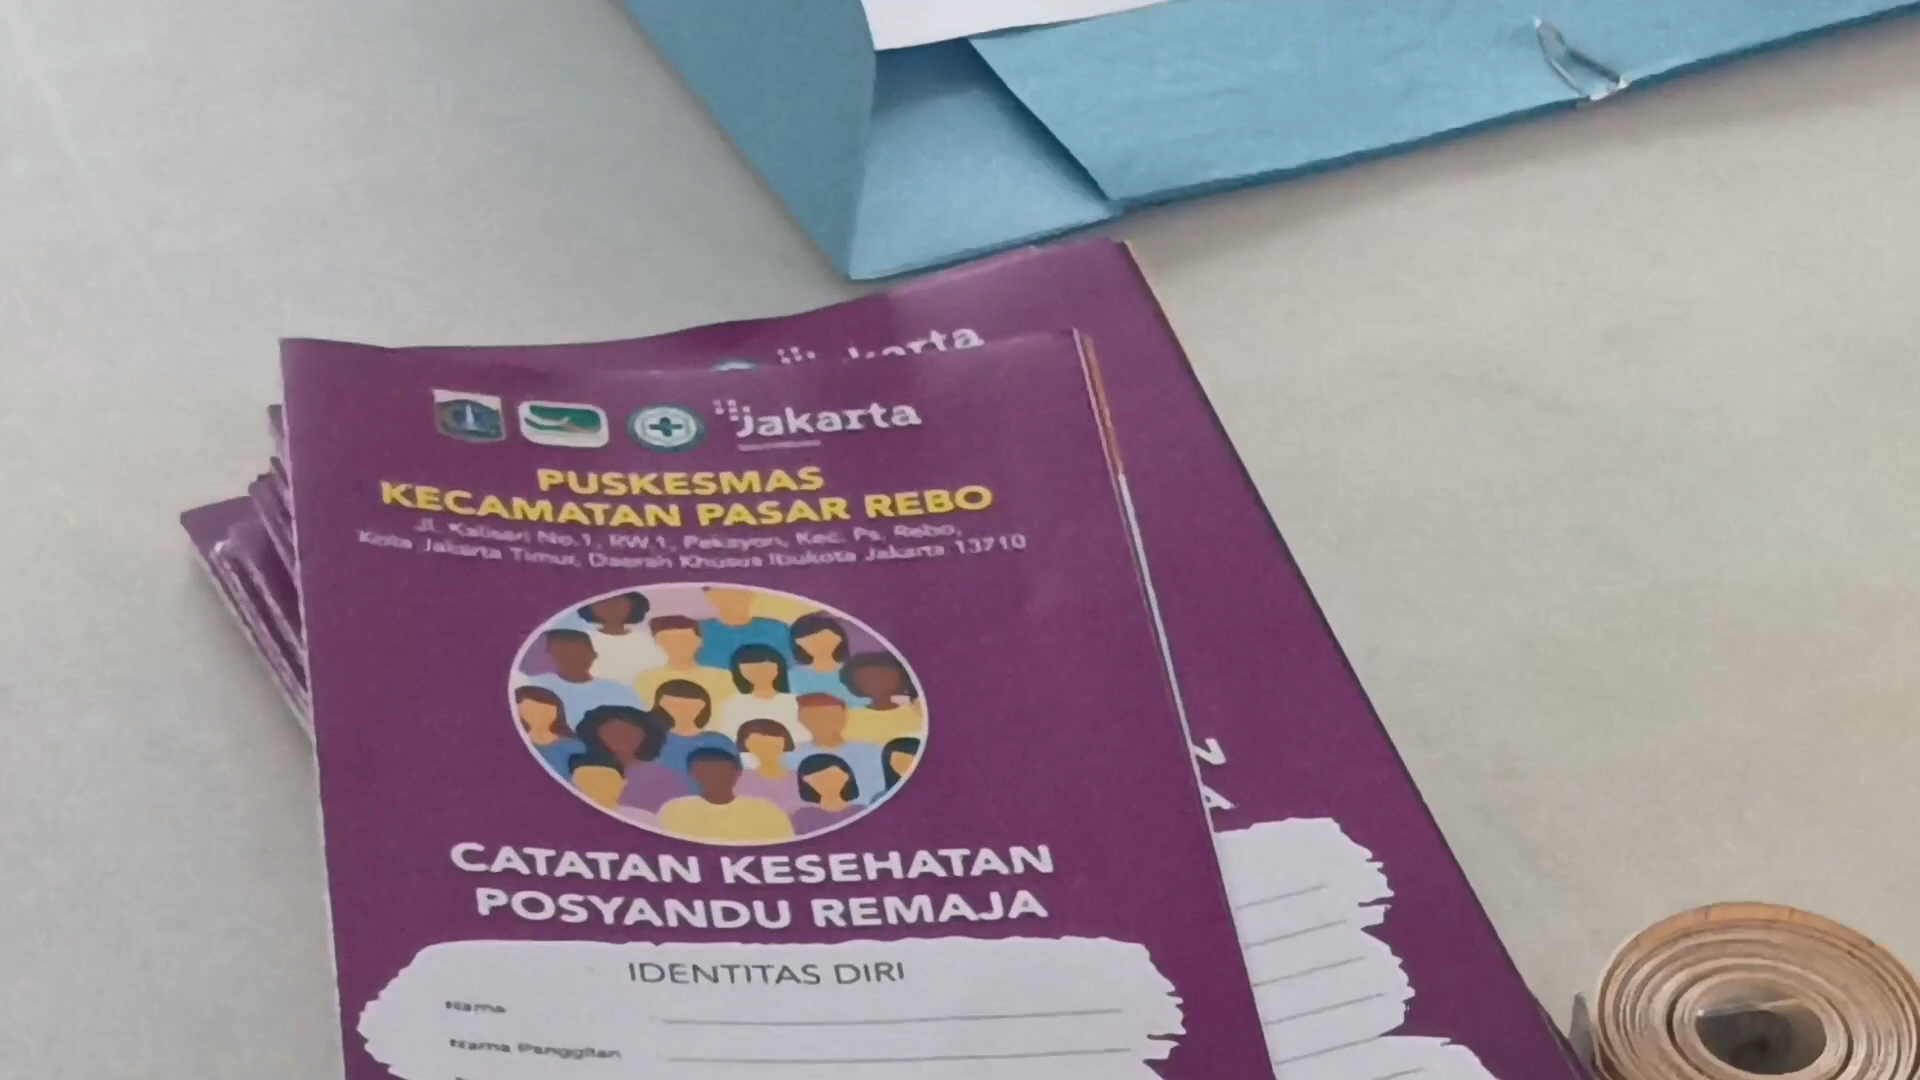 jakarta
jakarta
PUSKESMAS
KECAMATAN PASAR REBO
Jl. Kalisari No.1, RW.1, Pekayon, Kec. Ps. Rebo,
Kota Jakarta Timur, Daerah Khusus Ibukota Jakarta 13710
CATATAN KESEHATAN
POSYANDU REMAJA
IDENTITAS DIRI
Nama
Nama Panggilan